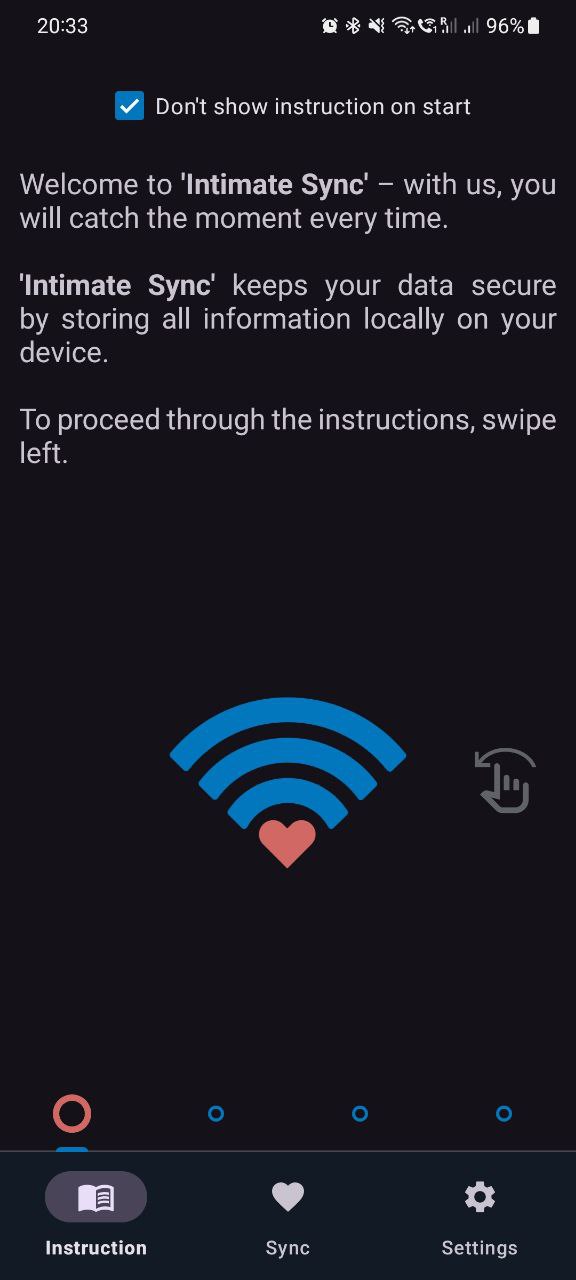 20:33
R
1
96%
Don't show instruction on start
Welcome to 'Intimate Sync' – with us, you
will catch the moment every time.
'Intimate Sync' keeps your data secure
by storing all information locally on your
device.
To proceed through the instructions, swipe
left.
Instruction
Sync
Settings